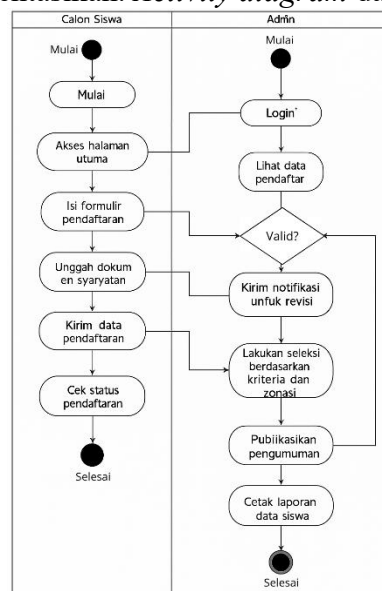 Activity diagram
Calon Siswa
Mulai
Mulai
Akses halaman
utuma
Isi formulir
pendaftaran
Unggah dokum
en syaryatan
Kirim data
pendaftaran
Cek status
pendaftaran
Selesai
Admin
Mulai
Login
Lihat data
pendaftar
Valid?
Kirim notifikasi
unfuk revisi
Lakukan seleksi
berdasarkan
kriteria dan
zonasi
Pubiikasikan
pengumuman
Cetak laporan
data siswa
Selesai